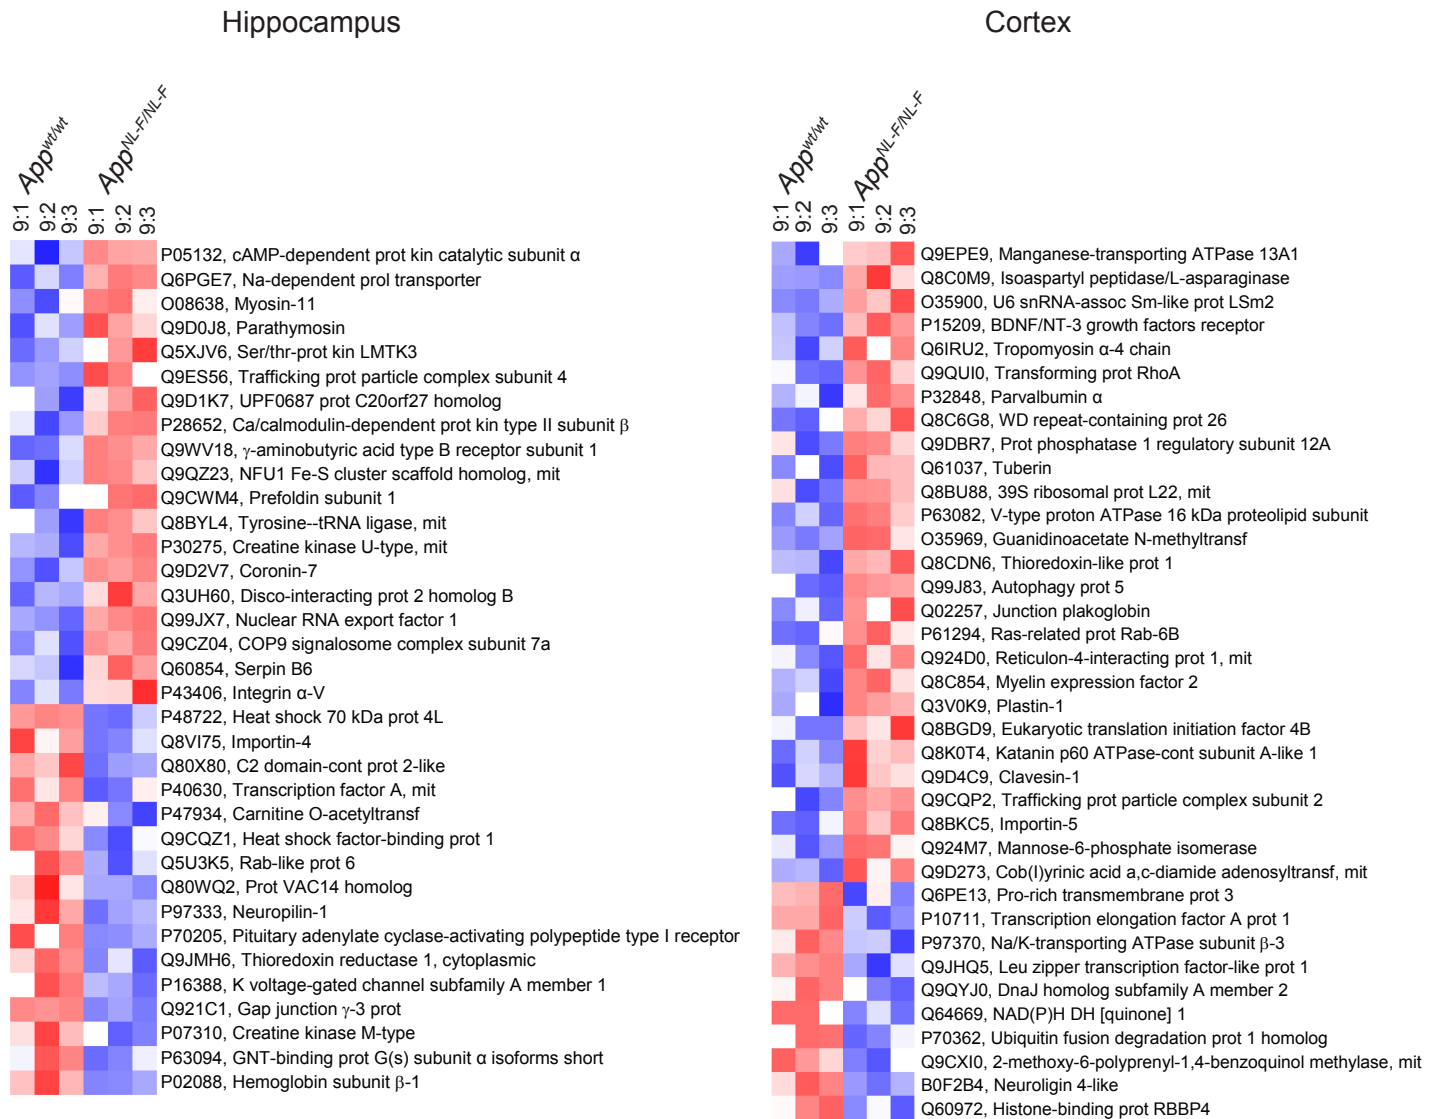 Hippocampus
App^wt/wt
App^NL-F/NL-F
9:1
9:2
9:3
9:1
9:2
9:3
P05132, cAMP-dependent prot kin catalytic subunit α
Q6PGE7, Na-dependent prol transporter
O08638, Myosin-11
Q9D0J8, Parathymosin
Q5XJV6, Ser/thr-prot kin LMTK3
Q9ES56, Trafficking prot particle complex subunit 4
Q9D1K7, UPF0687 prot C20orf27 homolog
P28652, Ca/calmodulin-dependent prot kin type II subunit β
Q9WV18, γ-aminobutyric acid type B receptor subunit 1
Q9QZ23, NFU1 Fe-S cluster scaffold homolog, mit
Q9CWM4, Prefoldin subunit 1
Q8BYL4, Tyrosine--tRNA ligase, mit
P30275, Creatine kinase U-type, mit
Q9D2V7, Coronin-7
Q3UH60, Disco-interacting prot 2 homolog B
Q99JX7, Nuclear RNA export factor 1
Q9CZ04, COP9 signalosome complex subunit 7a
Q60854, Serpin B6
P43406, Integrin α-V
P48722, Heat shock 70 kDa prot 4L
Q8VI75, Importin-4
Q80X80, C2 domain-cont prot 2-like
P40630, Transcription factor A, mit
P47934, Carnitine O-acetyltransf
Q9CQZ1, Heat shock factor-binding prot 1
Q5U3K5, Rab-like prot 6
Q80WQ2, Prot VAC14 homolog
P97333, Neuropilin-1
P70205, Pituitary adenylate cyclase-activating polypeptide type I receptor
Q9JMH6, Thioredoxin reductase 1, cytoplasmic
P16388, K voltage-gated channel subfamily A member 1
Q921C1, Gap junction γ-3 prot
P07310, Creatine kinase M-type
P63094, GNT-binding prot G(s) subunit α isoforms short
P02088, Hemoglobin subunit β-1
Cortex
App^wt/wt
App^NL-F/NL-F
9:1
9:2
9:3
9:1
9:2
9:3
Q9EPE9, Manganese-transporting ATPase 13A1
Q8C0M9, Isoaspartyl peptidase/L-asparaginase
O35900, U6 snRNA-assoc Sm-like prot LSm2
P15209, BDNF/NT-3 growth factors receptor
Q6IRU2, Tropomyosin α-4 chain
Q9QUI0, Transforming prot RhoA
P32848, Parvalbumin α
Q8C6G8, WD repeat-containing prot 26
Q9DBR7, Prot phosphatase 1 regulatory subunit 12A
Q61037, Tuberin
Q8BU88, 39S ribosomal prot L22, mit
P63082, V-type proton ATPase 16 kDa proteolipid subunit
O35969, Guanidinoacetate N-methyltransf
Q8CDN6, Thioredoxin-like prot 1
Q99J83, Autophagy prot 5
Q02257, Junction plakoglobin
P61294, Ras-related prot Rab-6B
Q924D0, Reticulon-4-interacting prot 1, mit
Q8C854, Myelin expression factor 2
Q3V0K9, Plastin-1
Q8BGD9, Eukaryotic translation initiation factor 4B
Q8K0T4, Katanin p60 ATPase-cont subunit A-like 1
Q9D4C9, Clavesin-1
Q9CQP2, Trafficking prot particle complex subunit 2
Q8BKC5, Importin-5
Q924M7, Mannose-6-phosphate isomerase
Q9D273, Cob(I)yrinic acid a,c-diamide adenosyltransf, mit
Q6PE13, Pro-rich transmembrane prot 3
P10711, Transcription elongation factor A prot 1
P97370, Na/K-transporting ATPase subunit β-3
Q9JHQ5, Leu zipper transcription factor-like prot 1
Q9QYJ0, DnaJ homolog subfamily A member 2
Q64669, NAD(P)H DH [quinone] 1
P70362, Ubiquitin fusion degradation prot 1 homolog
Q9CXI0, 2-methoxy-6-polyprenyl-1,4-benzoquinol methylase, mit
B0F2B4, Neuroligin 4-like
Q60972, Histone-binding prot RBBP4